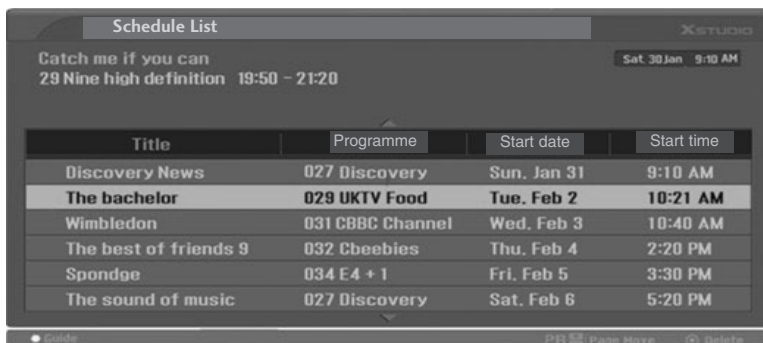 Schedule List
XSTUDIO
Catch me if you can
Sat. 30 Jan 9:10 AM
29 Nine high definition 19:50 - 21:20
Title Programme Start date Start time
Discovery News 027 Discovery Sun. Jan 31 9:10 AM
The bachelor 029 UKTV Food Tue. Feb 2 10:21 AM
Wimbledon 031 CBBC Channel Wed. Feb 3 10:40 AM
The best of friends 9 032 Cbeebies Thu. Feb 4 2:20 PM
Spondge 034 E4 + 1 Fri. Feb 5 3:30 PM
The sound of music 027 Discovery Sat. Feb 6 5:20 PM
Guide PR Page Move Delete